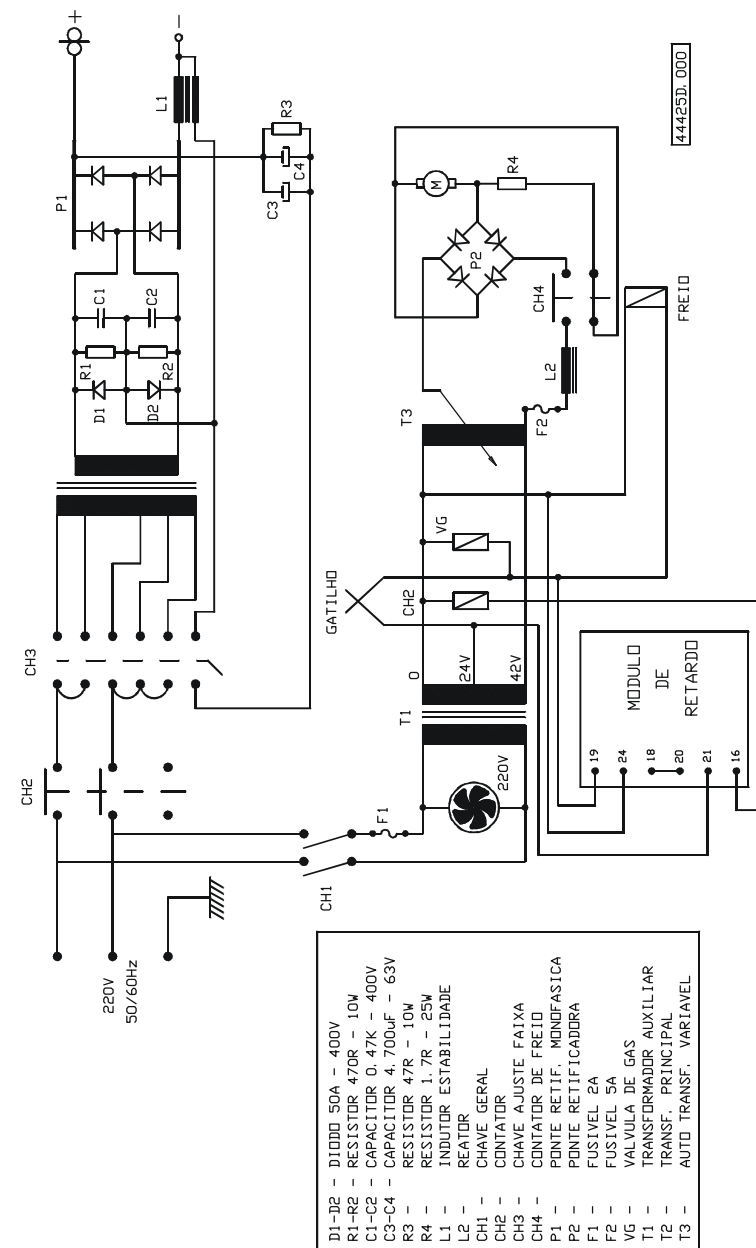 +
−
L1
R3
C4
C3
P1
C1
C2
R1
R2
D1
D2
CH3
CH2
220V
50/60Hz
CH1
F1
44425D. 000
M
R4
P2
CH4
FREIO
L2
F2
T3
VG
GATILHO
CH2
0
24V
42V
T1
220V
MODULO
DE
RETARDO
19
24
18
20
21
16
D1-D2 - DIODO 50A - 400V
R1-R2 - RESISTOR 470R - 10W
C1-C2 - CAPACITOR 0.47K - 400V
C3-C4 - CAPACITOR 4.700uF - 63V
R3 - RESISTOR 47R - 10W
R4 - RESISTOR 1.7R - 25W
L1 - INDUTOR ESTABILIDADE
L2 - REATOR
CH1 - CHAVE GERAL
CH2 - CONTATOR
CH3 - CHAVE AJUSTE FAIXA
CH4 - CONTATOR DE FREIO
P1 - PONTE RETIF. MONOFASICA
P2 - PONTE RETIFICADORA
F1 - FUSIVEL 2A
F2 - FUSIVEL 5A
VG - VALVULA DE GAS
T1 - TRANSFORMADOR AUXILIAR
T2 - TRANSF. PRINCIPAL
T3 - AUTO TRANSF. VARIAVEL